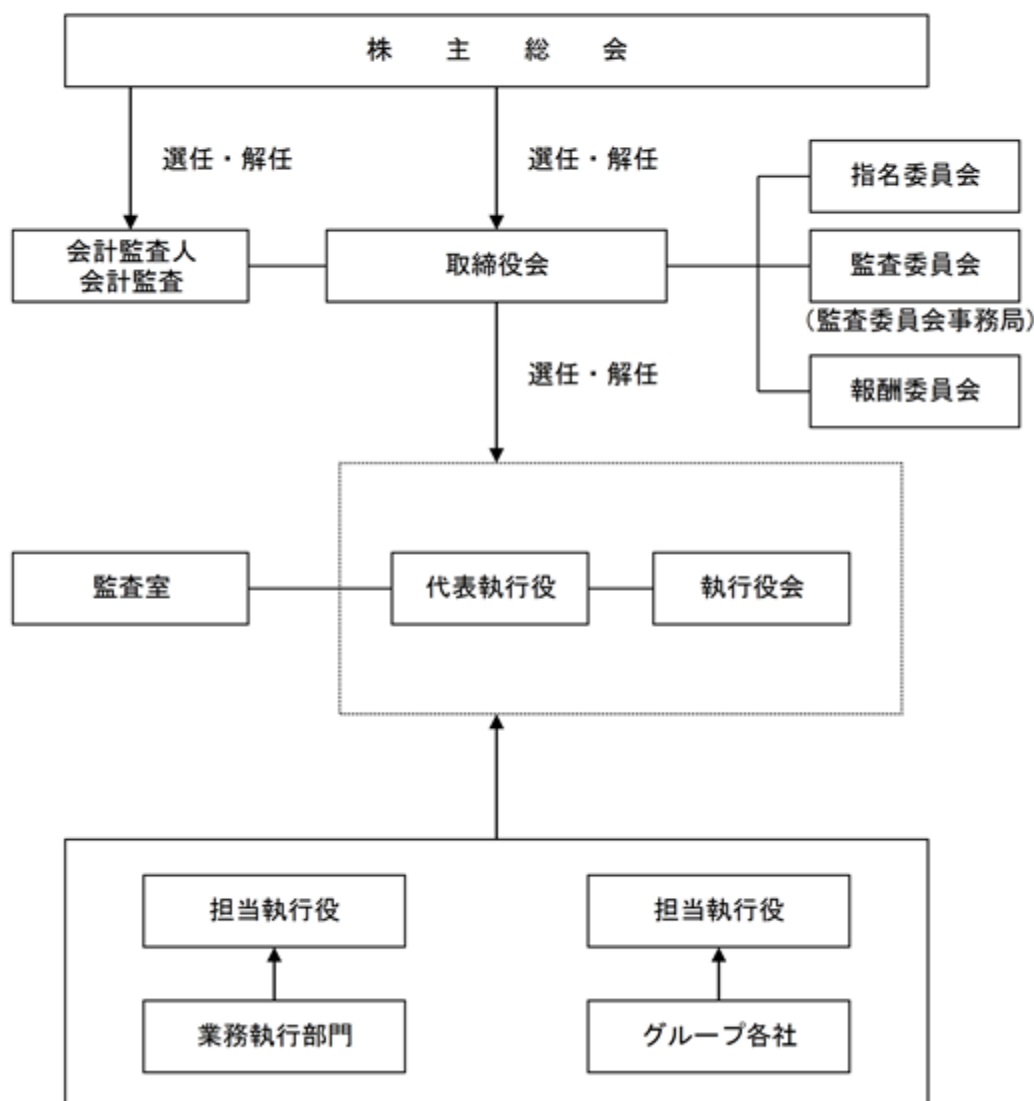 株主総会
選任・解任
選任・解任
指名委員会
会計監査人
会計監査
取締役会
監査委員会
(監査委員会事務局)
選任・解任
報酬委員会
監査室
代表執行役
執行役会
担当執行役
担当執行役
業務執行部門
グループ各社